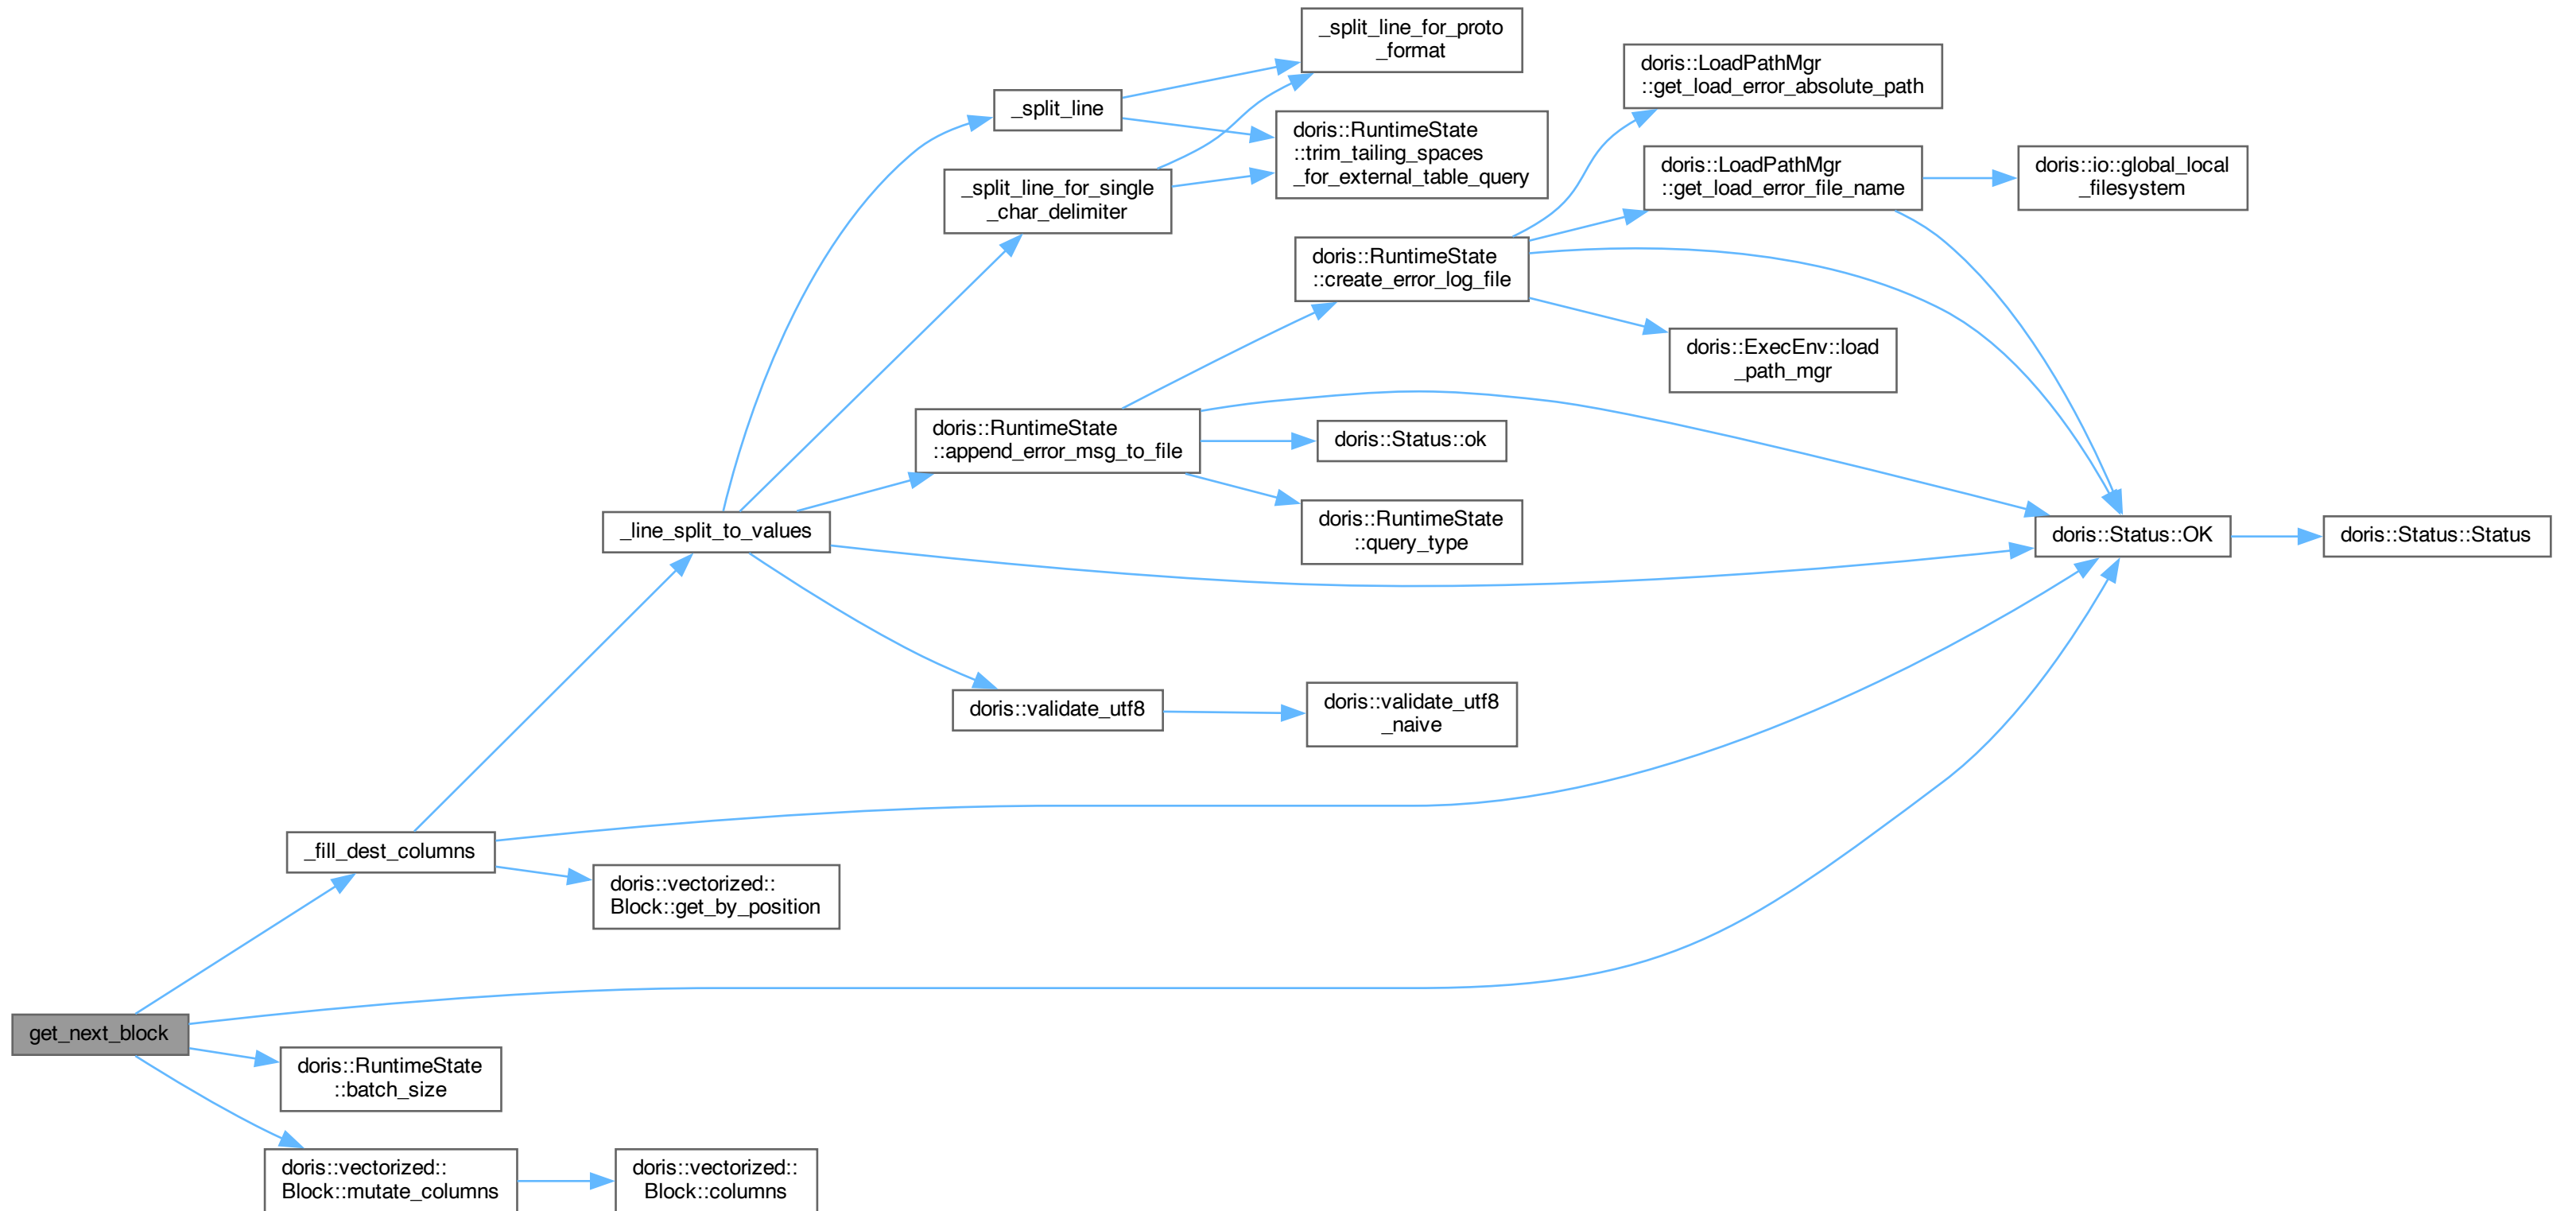 _split_line_for_proto
_format
doris::LoadPathMgr
::get_load_error_absolute_path
_split_line
doris::RuntimeState
::trim_tailing_spaces
_for_external_table_query
doris::LoadPathMgr
::get_load_error_file_name
doris::io::global_local
_filesystem
_split_line_for_single
_char_delimiter
doris::RuntimeState
::create_error_log_file
doris::ExecEnv::load
_path_mgr
doris::RuntimeState
::append_error_msg_to_file
doris::Status::ok
doris::RuntimeState
::query_type
_line_split_to_values
doris::Status::OK
doris::Status::Status
doris::validate_utf8
doris::validate_utf8
_naive
_fill_dest_columns
doris::vectorized::
Block::get_by_position
get_next_block
doris::RuntimeState
::batch_size
doris::vectorized::
Block::mutate_columns
doris::vectorized::
Block::columns